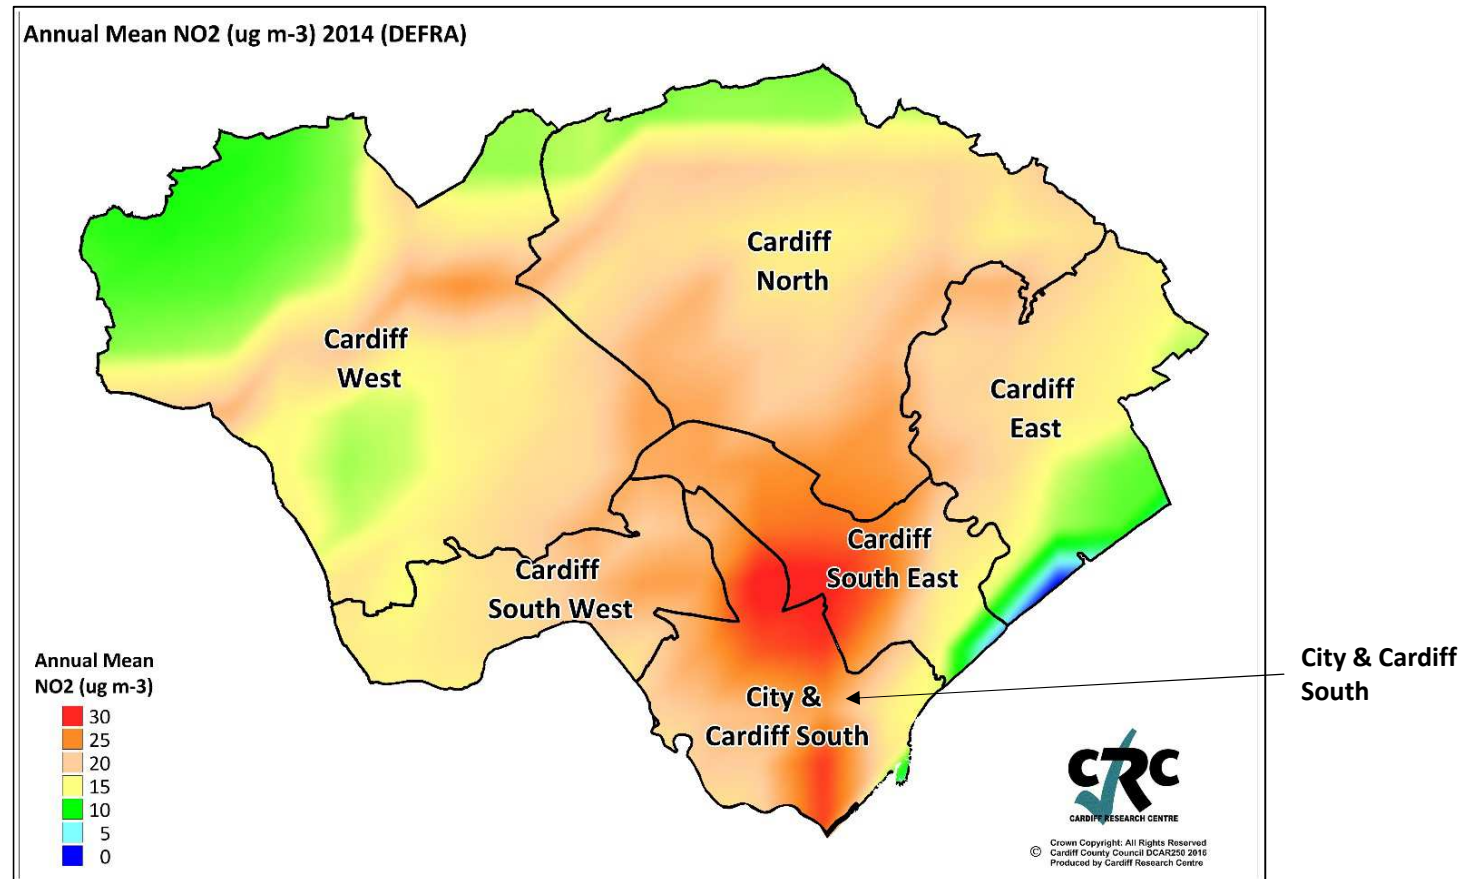 Annual Mean NO2 (ug m-3) 2014 (DEFRA)
Cardiff
North
Cardiff
West
Cardiff
East
Cardiff
South East
Cardiff
South West
City &
Cardiff South
City & Cardiff
South
Annual Mean
NO2 (ug m-3)
30
25
20
15
10
5
0
CRC
CARDIFF RESEARCH CENTRE
© Crown Copyright: All Rights Reserved
Cardiff County Council DCAR250 2016
Produced by Cardiff Research Centre